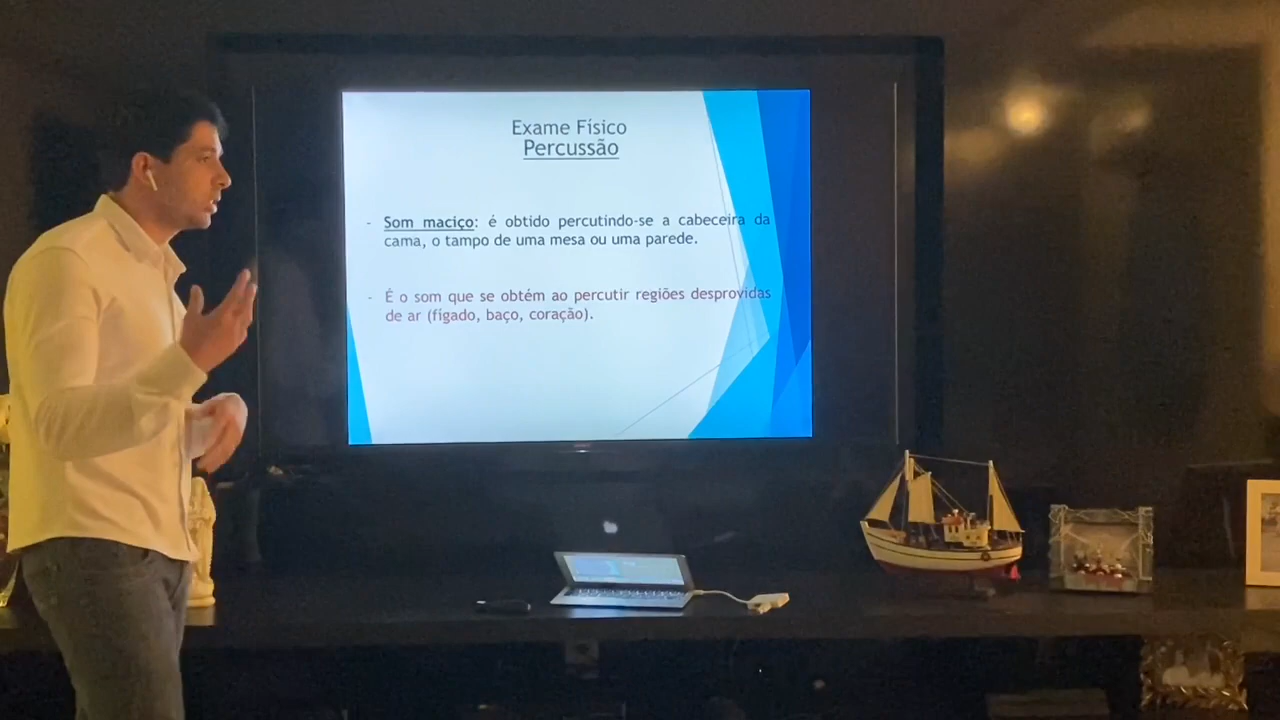 Exame Físico
Percussão
- Som maciço: é obtido percutindo-se a cabeceira da
cama, o tampo de uma mesa ou uma parede.
- É o som que se obtém ao percutir regiões desprovidas
de ar (fígado, baço, coração).